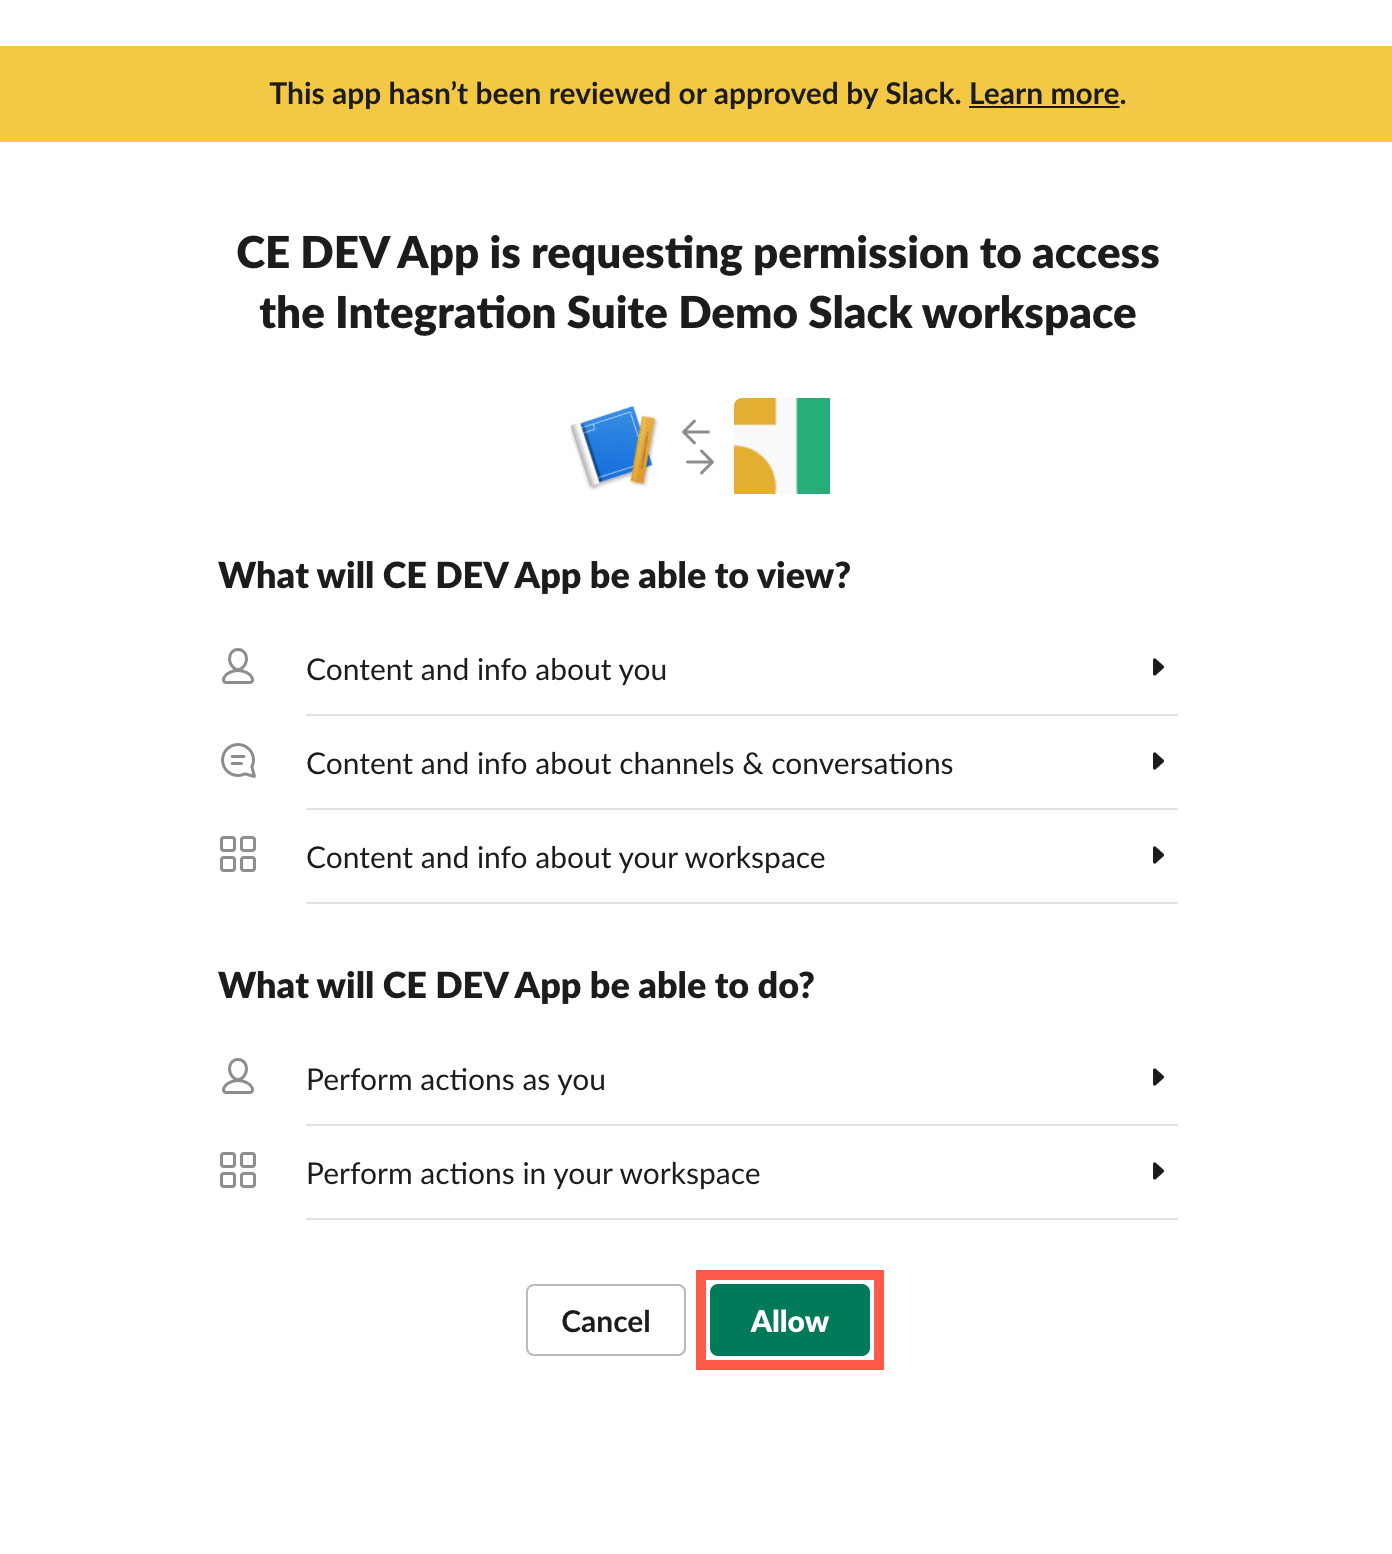 This app hasn’t been reviewed or approved by Slack. Learn more.
CE DEV App is requesting permission to access
the Integration Suite Demo Slack workspace
What will CE DEV App be able to view?
Content and info about you
Content and info about channels & conversations
Content and info about your workspace
What will CE DEV App be able to do?
Perform actions as you
Perform actions in your workspace
Cancel
Allow